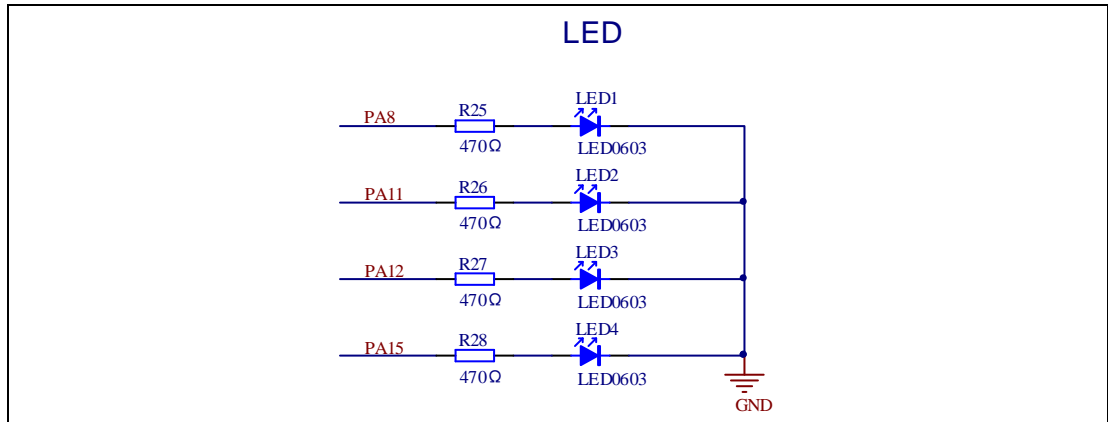 LED
LED1
PA8 R25
470Ω LED0603
LED2
PA11 R26
470Ω LED0603
LED3
PA12 R27
470Ω LED0603
LED4
PA15 R28
470Ω LED0603
GND